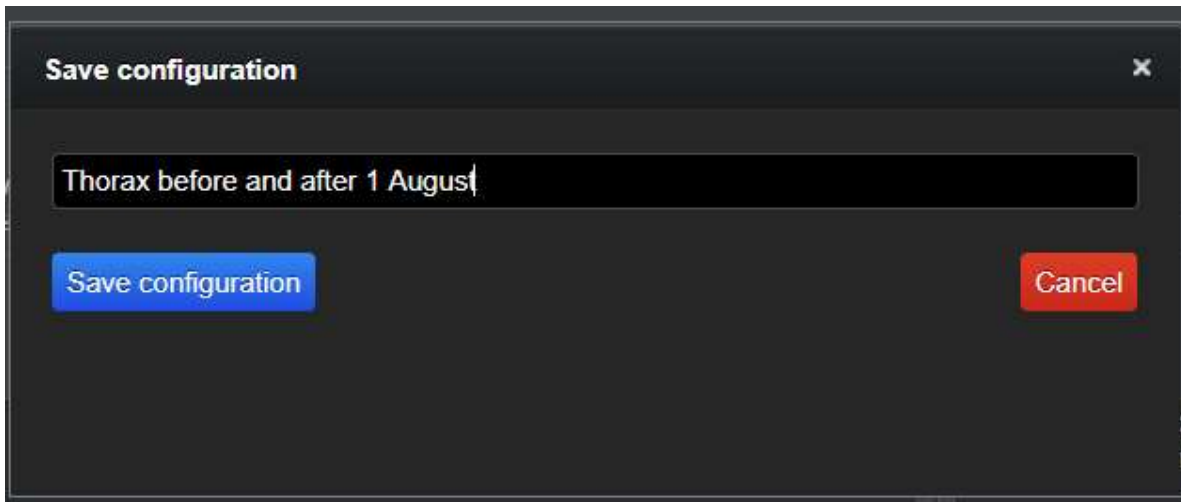 Save configuration ×
Thorax before and after 1 August
Save configuration Cancel